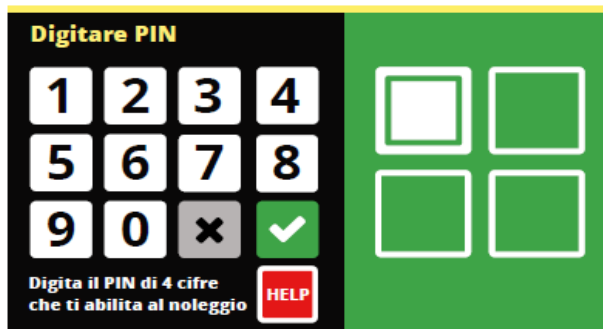 Digitare PIN
1 2 3 4
5 6 7 8
9 0
Digita il PIN di 4 cifre
che ti abilita al noleggio
HELP